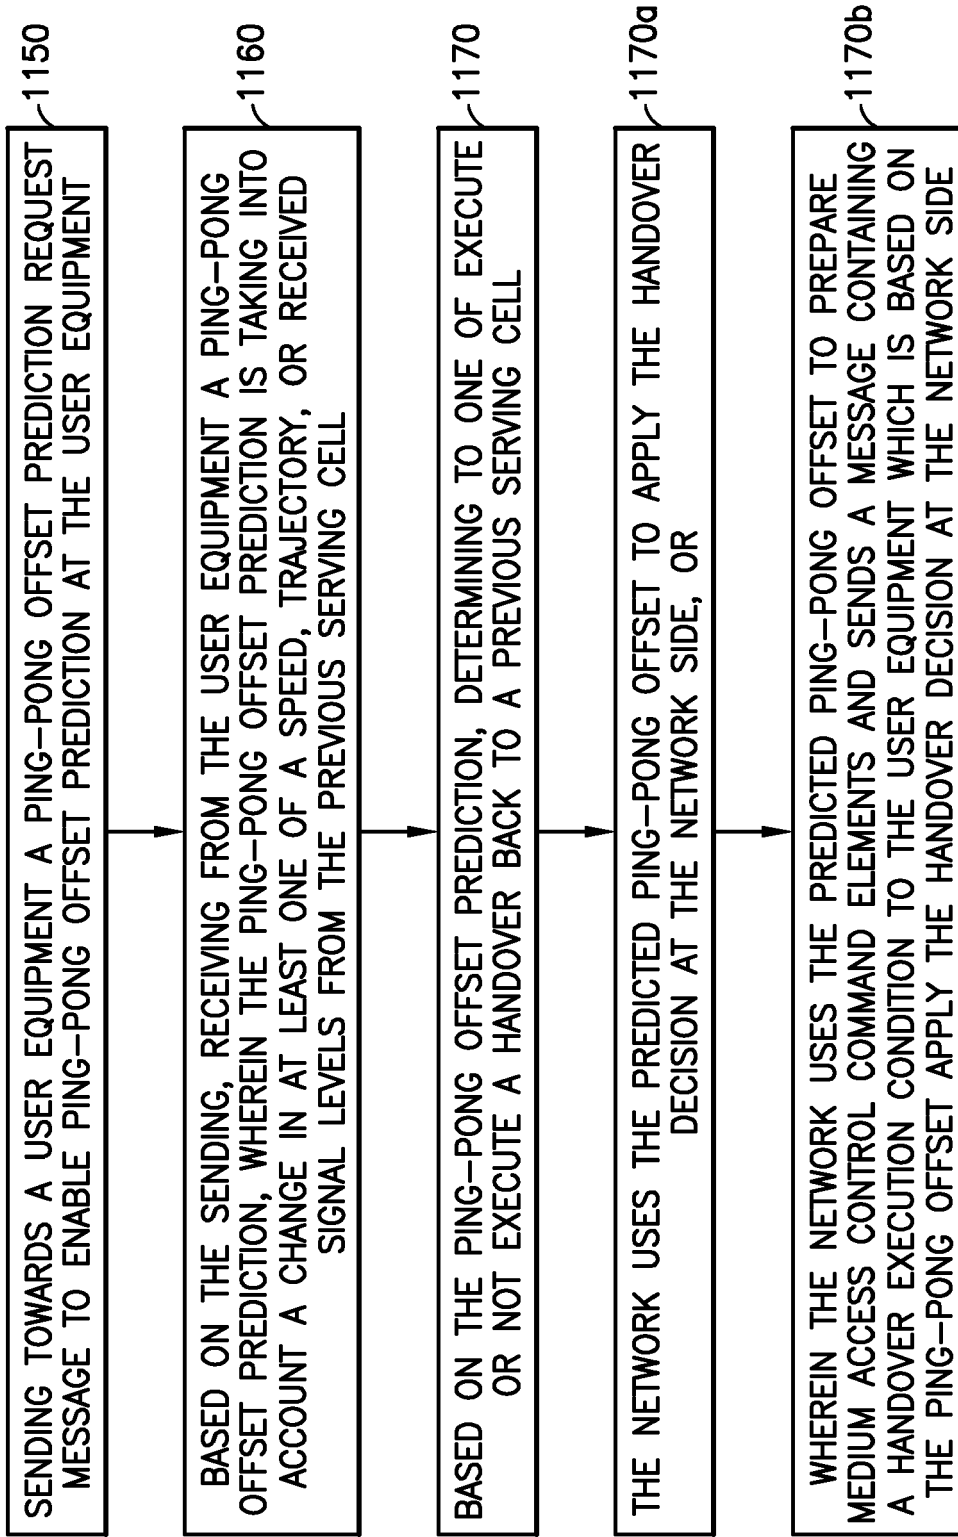 SENDING TOWARDS A USER EQUIPMENT A PING–PONG OFFSET PREDICTION REQUEST
MESSAGE TO ENABLE PING–PONG OFFSET PREDICTION AT THE USER EQUIPMENT
1150
BASED ON THE SENDING, RECEIVING FROM THE USER EQUIPMENT A PING–PONG
OFFSET PREDICTION, WHEREIN THE PING-PONG OFFSET PREDICTION IS TAKING INTO
ACCOUNT A CHANGE IN AT LEAST ONE OF A SPEED, TRAJECTORY, OR RECEIVED
SIGNAL LEVELS FROM THE PREVIOUS SERVING CELL
1160
BASED ON THE PING–PONG OFFSET PREDICTION, DETERMINING TO ONE OF EXECUTE
OR NOT EXECUTE A HANDOVER BACK TO A PREVIOUS SERVING CELL
1170
THE NETWORK USES THE PREDICTED PING–PONG OFFSET TO APPLY THE HANDOVER
DECISION AT THE NETWORK SIDE, OR
1170a
WHEREIN THE NETWORK USES THE PREDICTED PING–PONG OFFSET TO PREPARE
MEDIUM ACCESS CONTROL COMMAND ELEMENTS AND SENDS A MESSAGE CONTAINING
A HANDOVER EXECUTION CONDITION TO THE USER EQUIPMENT WHICH IS BASED ON
THE PING–PONG OFFSET APPLY THE HANDOVER DECISION AT THE NETWORK SIDE
1170b